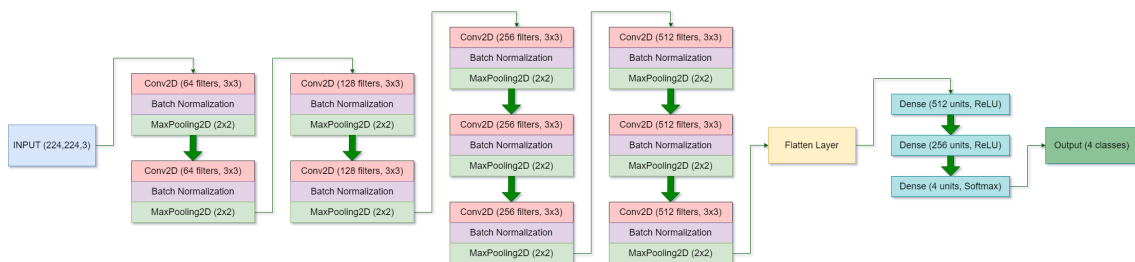 INPUT (224,224,3)
Conv2D (64 filters, 3x3)
Batch Normalization
MaxPooling2D (2x2)
Conv2D (64 filters, 3x3)
Batch Normalization
MaxPooling2D (2x2)
Conv2D (128 filters, 3x3)
Batch Normalization
MaxPooling2D (2x2)
Conv2D (128 filters, 3x3)
Batch Normalization
MaxPooling2D (2x2)
Conv2D (256 filters, 3x3)
Batch Normalization
MaxPooling2D (2x2)
Conv2D (256 filters, 3x3)
Batch Normalization
MaxPooling2D (2x2)
Conv2D (256 filters, 3x3)
Batch Normalization
MaxPooling2D (2x2)
Conv2D (512 filters, 3x3)
Batch Normalization
MaxPooling2D (2x2)
Conv2D (512 filters, 3x3)
Batch Normalization
MaxPooling2D (2x2)
Conv2D (512 filters, 3x3)
Batch Normalization
MaxPooling2D (2x2)
Flatten Layer
Dense (512 units, ReLU)
Dense (256 units, ReLU)
Dense (4 units, Softmax)
Output (4 classes)